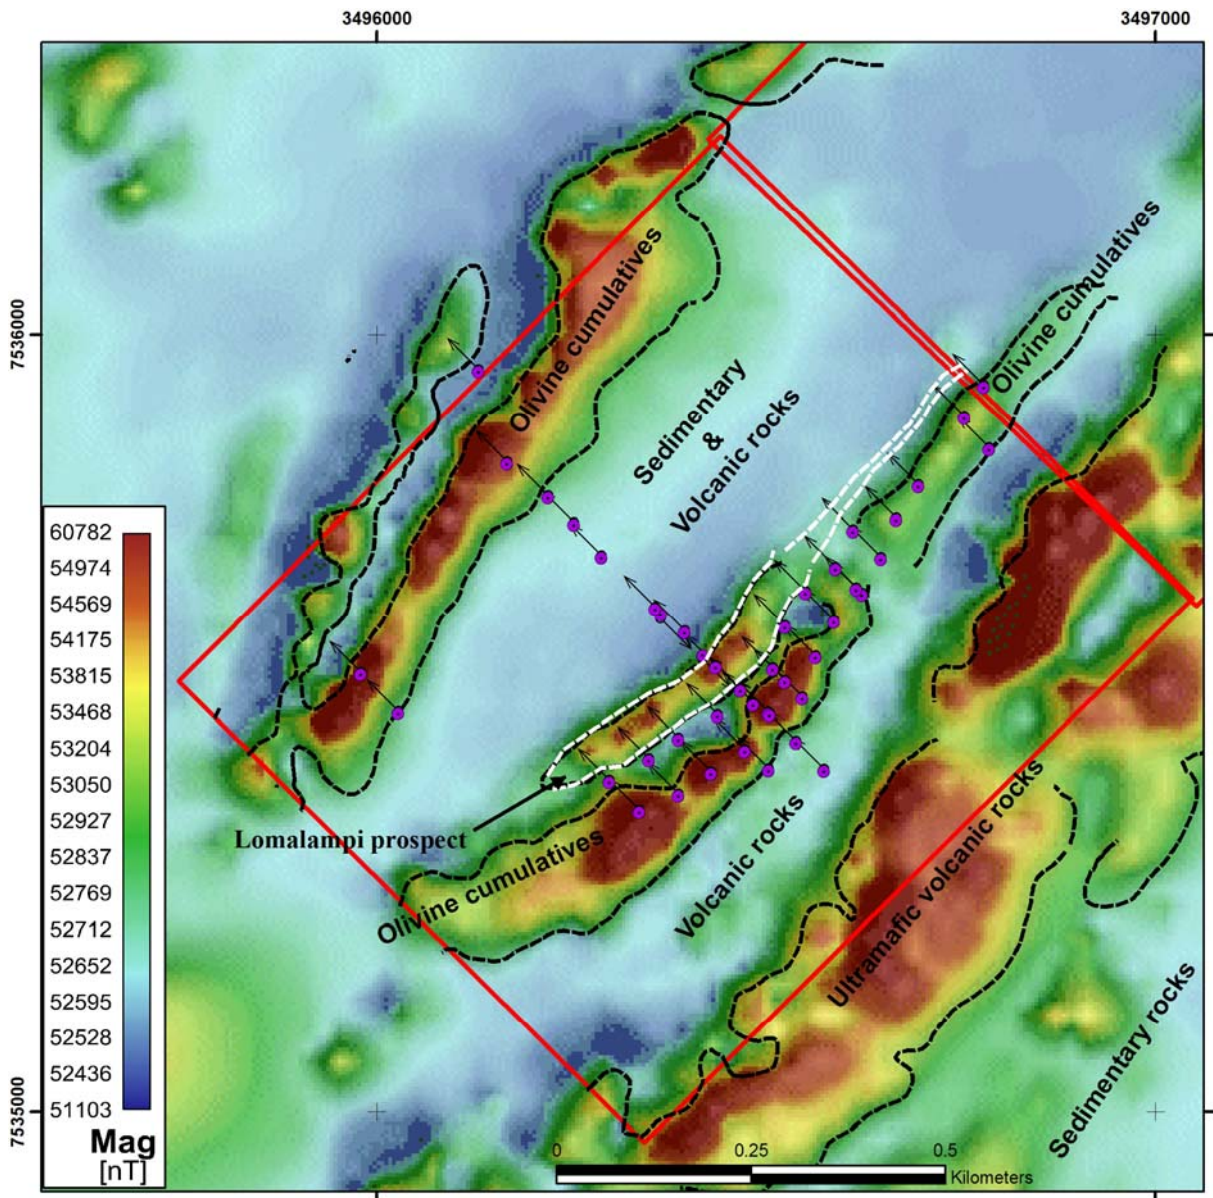 3496000
3497000
7536000
7535000
Olivine cumulatives
Olivine cumulatives
Sedimentary
&
Volcanic rocks
Lomalampi prospect
Olivine cumulatives
Volcanic rocks
Ultramafic volcanic rocks
Sedimentary rocks
60782
54974
54569
54175
53815
53468
53204
53050
52927
52837
52769
52712
52652
52595
52528
52436
51103
Mag
[nT]
0 0.25 0.5
Kilometers